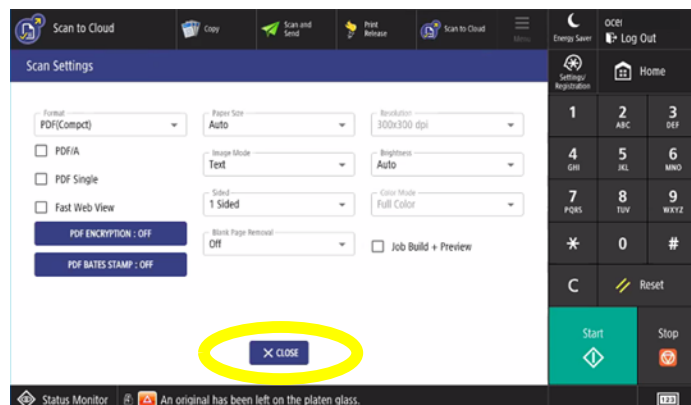 Scan to Cloud
Copy
Scan and
Send
Print
Release
Scan to Cloud
Menu
Energy Saver
ocer
Log Out
Scan Settings
Settings/
Registration
Home
Format
PDF(Compct)
Paper Size
Auto
Resolution
300x300 dpi
PDF/A
Image Mode
Text
Brightness
Auto
PDF Single
Fast Web View
Sided
1 Sided
Color Mode
Full Color
PDF ENCRYPTION : OFF
Blank Page Removal
Off
Job Build + Preview
PDF BATES STAMP : OFF
CLOSE
1
2
ABC
3
DEF
4
GHI
5
JKL
6
MNO
7
PQRS
8
TUV
9
WXYZ
*
0
#
C
Reset
Start
Stop
Status Monitor
An original has been left on the platen glass.
123